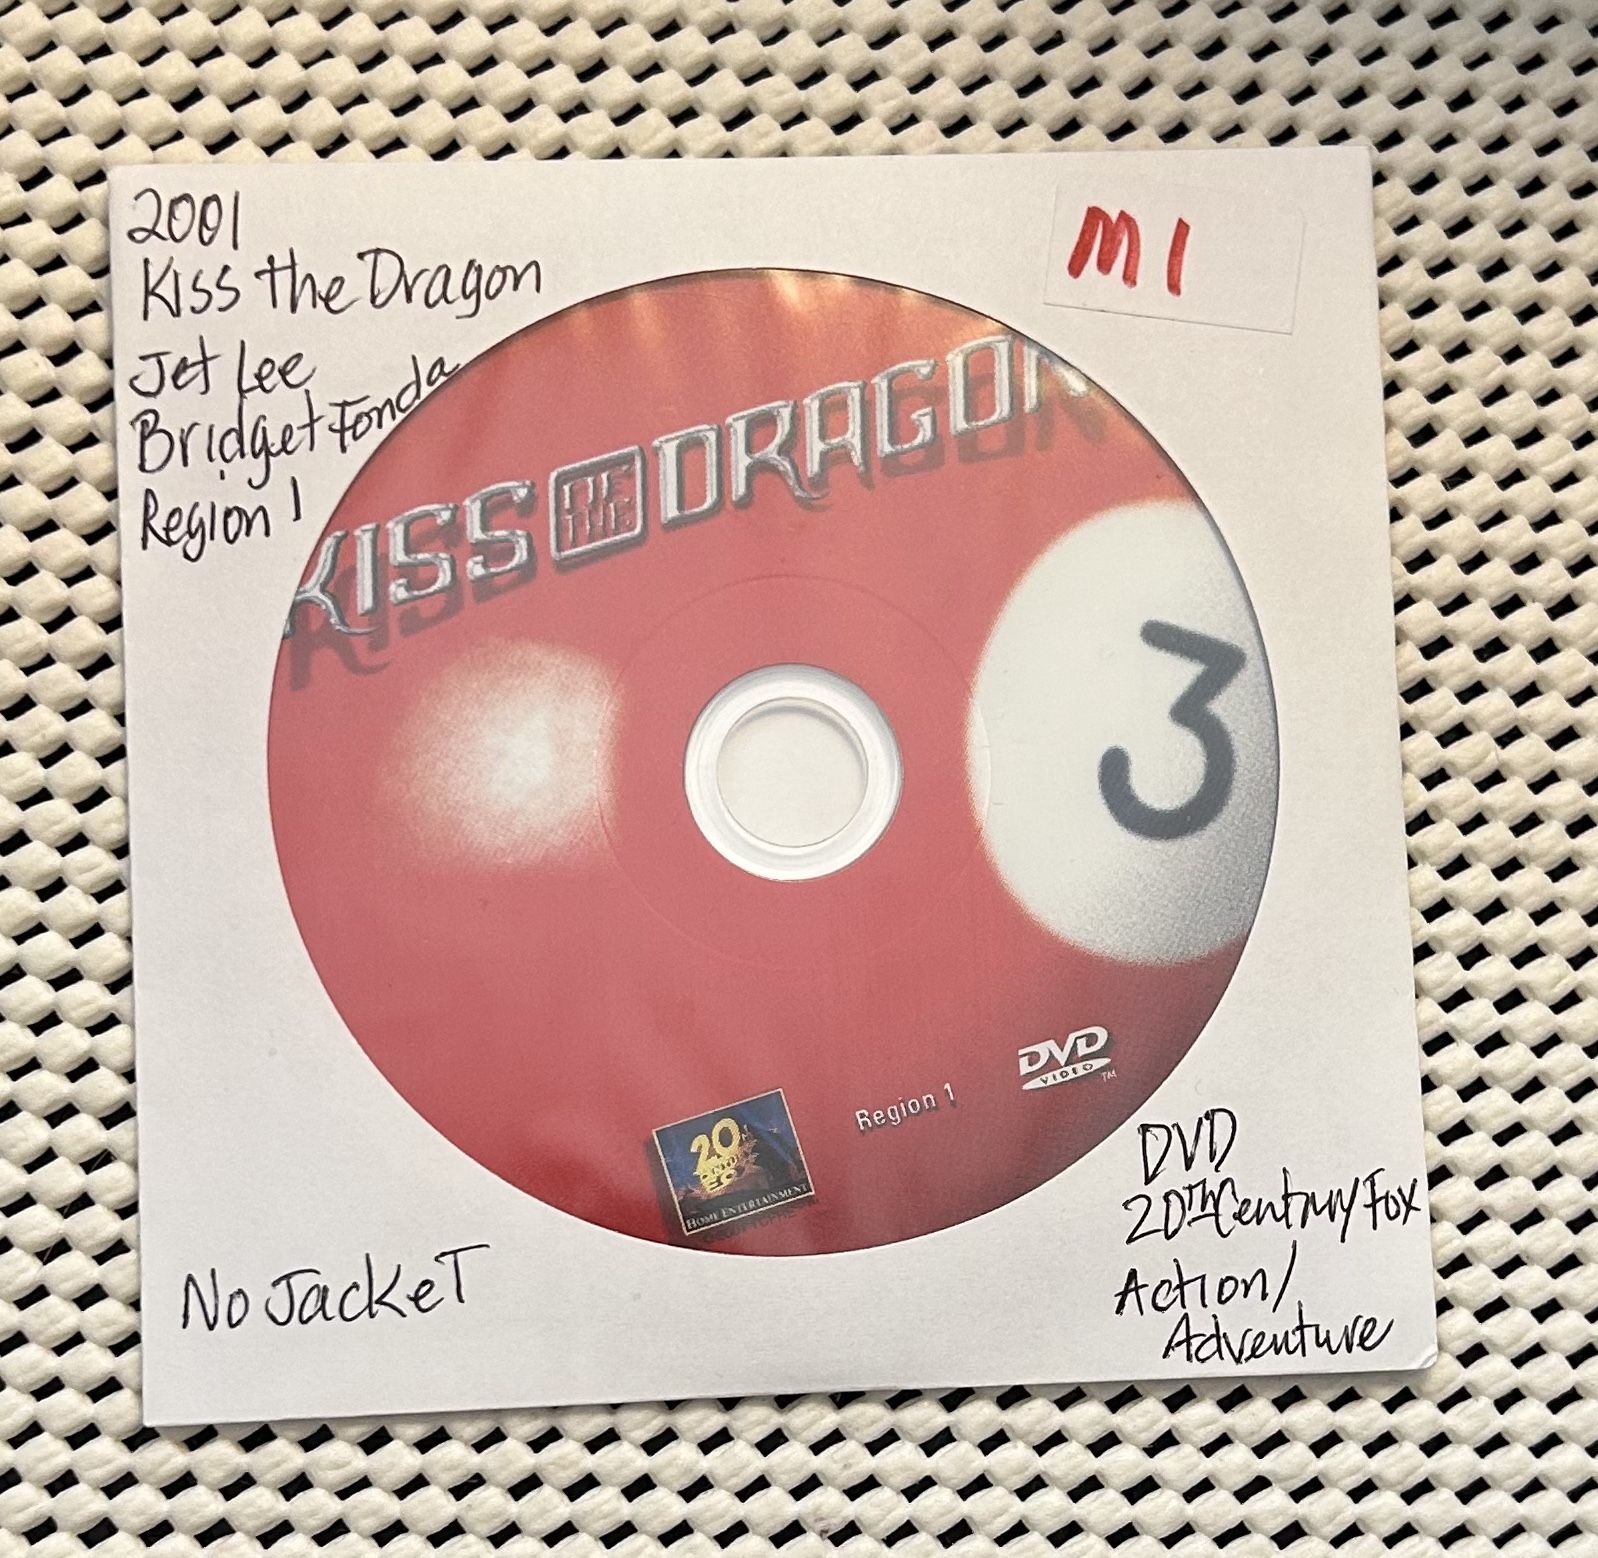 2001
Kiss the Dragon
Jet Lee
Bridget Fonda
Region 1
M1
KISS OF THE DRAGON
3
DVD
VIDEO
TM
Region 1
20
HOME ENTERTAINMENT
No Jacket
DVD
20th Century Fox
Action/
Adventure